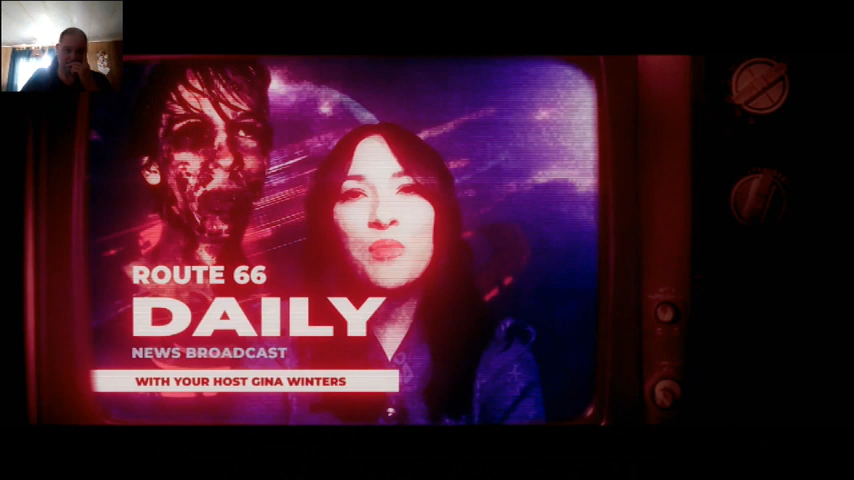 ROUTE 66
DAILY
NEWS BROADCAST
WITH YOUR HOST GINA WINTERS